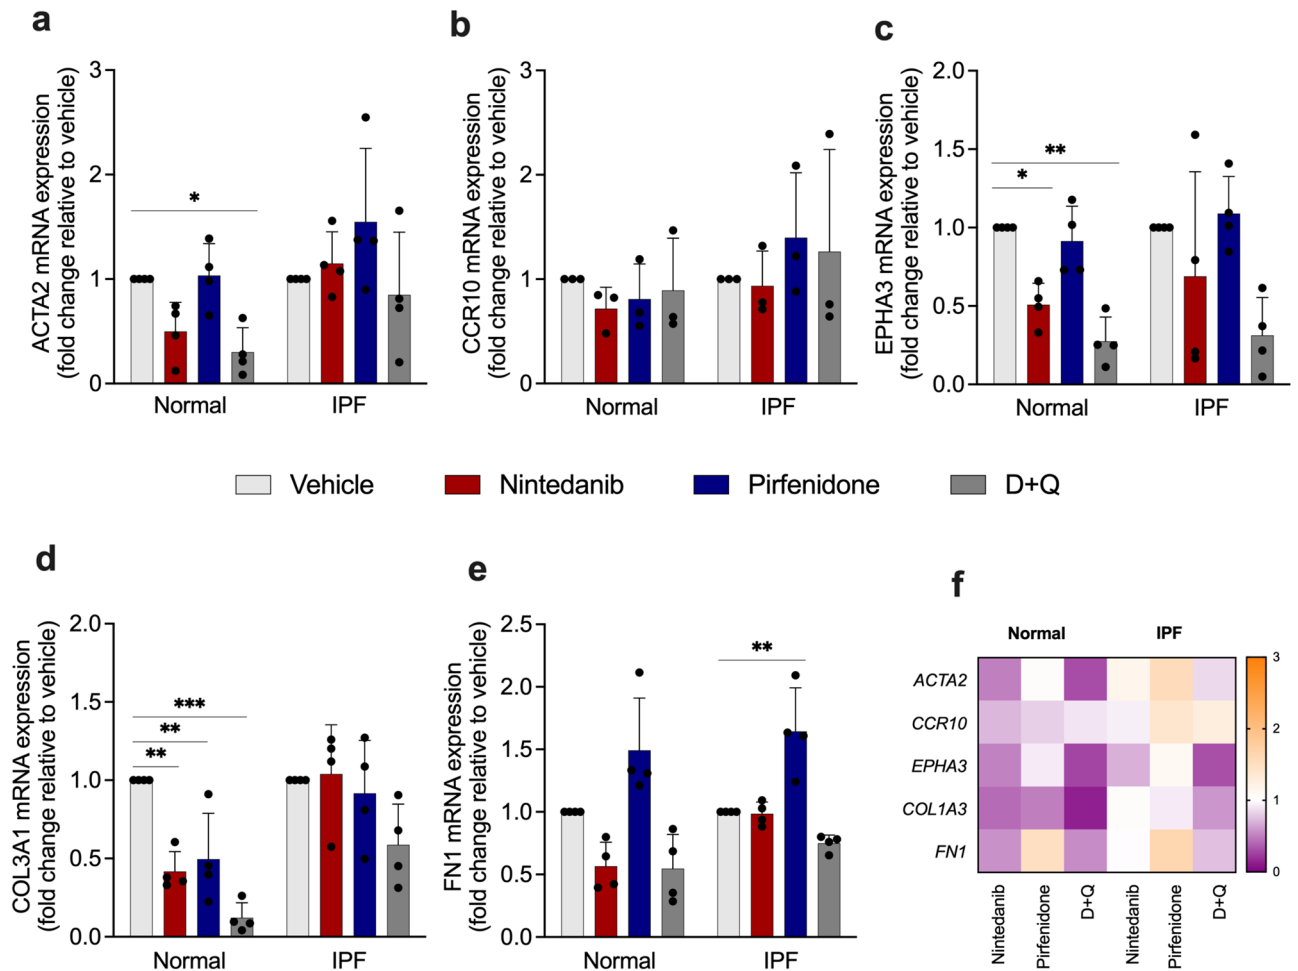 a
ACTA2 mRNA expression
(fold change relative to vehicle)
3
2
1
0
*
Normal
IPF
b
CCR10 mRNA expression
(fold change relative to vehicle)
3
2
1
0
Normal
IPF
c
EPHA3 mRNA expression
(fold change relative to vehicle)
2.0
1.5
1.0
0.5
0.0
**
*
Normal
IPF
Vehicle
Nintedanib
Pirfenidone
D+Q
d
COL3A1 mRNA expression
(fold change relative to vehicle)
2.0
1.5
1.0
0.5
0.0
***
**
**
Normal
IPF
e
FN1 mRNA expression
(fold change relative to vehicle)
2.5
2.0
1.5
1.0
0.5
0.0
**
Normal
IPF
f
Normal
IPF
ACTA2
CCR10
EPHA3
COL1A3
FN1
Nintedanib
Pirfenidone
D+Q
Nintedanib
Pirfenidone
D+Q
3
2
1
0